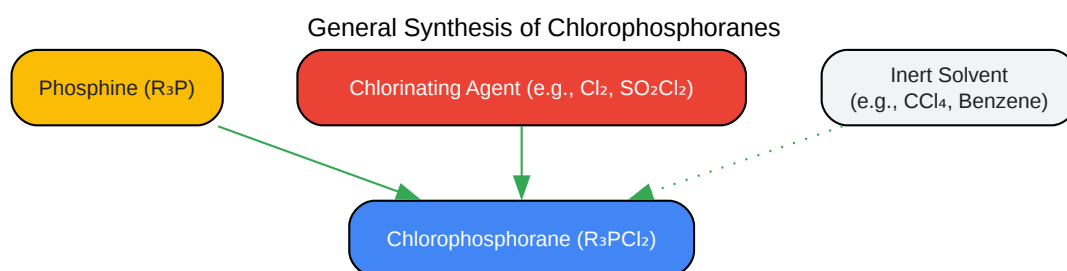 General Synthesis of Chlorophosphoranes
Phosphine (R₃P)
Chlorinating Agent (e.g., Cl₂, SO₂Cl₂)
Inert Solvent
(e.g., CCl₄, Benzene)
Chlorophosphorane (R₃PCl₂)